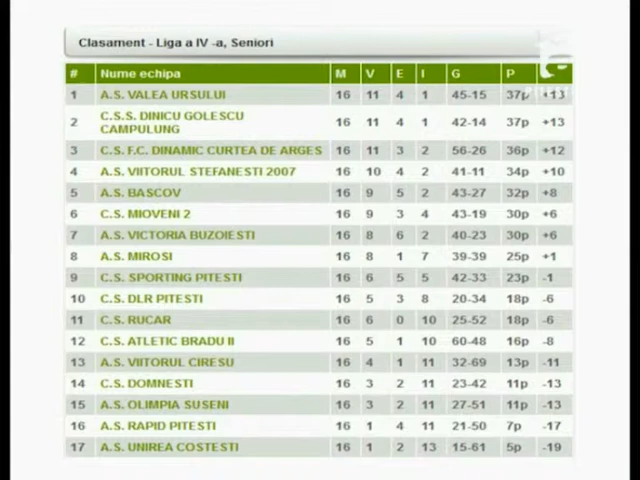 Clasament - Liga a IV -a, Seniori
# Nume echipa M V E I G P
1 A.S. VALEA URSULUI 16 11 4 1 45-15 37p +13
2 C.S.S. DINICU GOLESCU CAMPULUNG 16 11 4 1 42-14 37p +13
3 C.S. F.C. DINAMIC CURTEA DE ARGES 16 11 3 2 56-26 36p +12
4 A.S. VIITORUL STEFANESTI 2007 16 10 4 2 41-11 34p +10
5 A.S. BASCOV 16 9 5 2 43-27 32p +8
6 C.S. MIOVENI 2 16 9 3 4 43-19 30p +6
7 A.S. VICTORIA BUZOIESTI 16 8 6 2 40-23 30p +6
8 A.S. MIROSI 16 8 1 7 39-39 25p +1
9 C.S. SPORTING PITESTI 16 6 5 5 42-33 23p -1
10 C.S. DLR PITESTI 16 5 3 8 20-34 18p -6
11 C.S. RUCAR 16 6 0 10 25-52 18p -6
12 C.S. ATLETIC BRADU II 16 5 1 10 60-48 16p -8
13 A.S. VIITORUL CIRESU 16 4 1 11 32-69 13p -11
14 C.S. DOMNESTI 16 3 2 11 23-42 11p -13
15 A.S. OLIMPIA SUSENI 16 3 2 11 27-51 11p -13
16 A.S. RAPID PITESTI 16 1 4 11 21-50 7p -17
17 A.S. UNIREA COSTESTI 16 1 2 13 15-61 5p -19